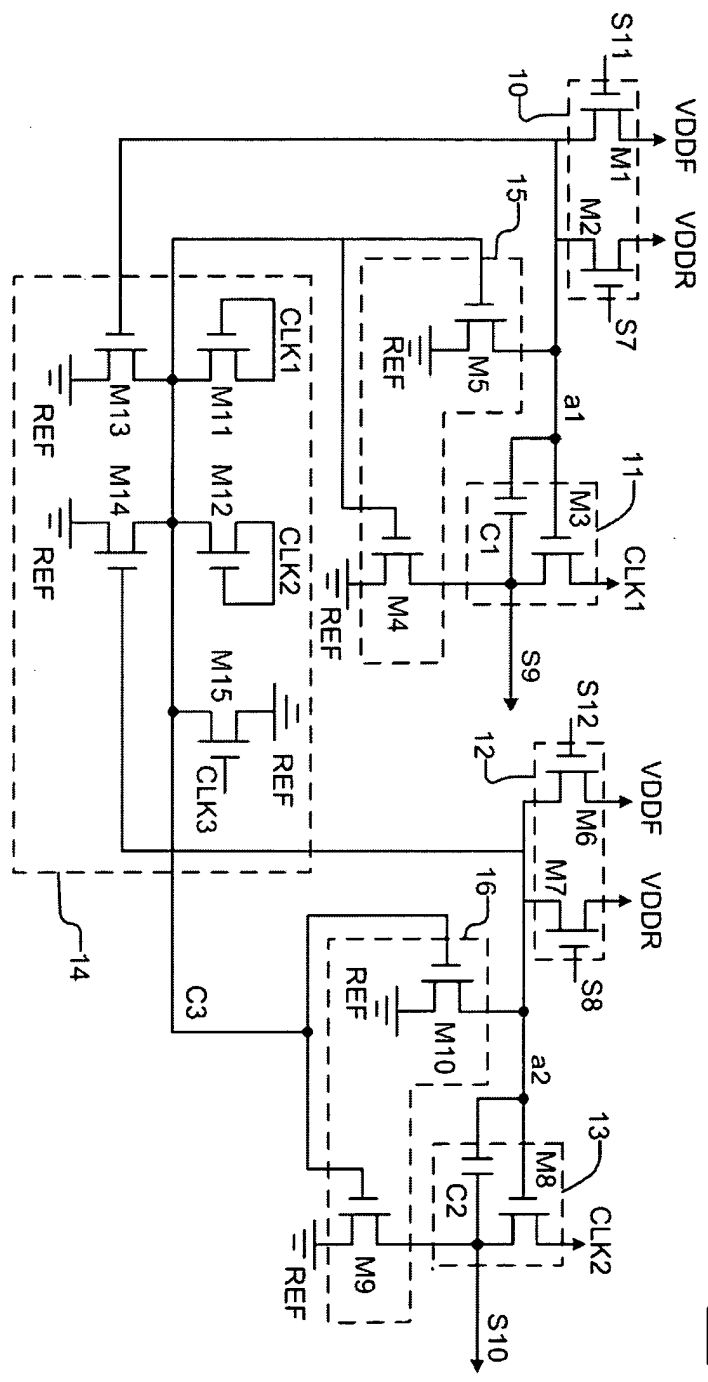 S11
VDDF
VDDR
10
M1
M2
S7
15
M5
REF
a1
11
M3
CLK1
C1
M4
REF
S9
CLK1
M11
M13
REF
CLK2
M12
M14
REF
M15
REF
CLK3
14
C3
S12
VDDF
VDDR
12
M6
M7
S8
16
M10
REF
a2
13
M8
CLK2
C2
M9
REF
S10